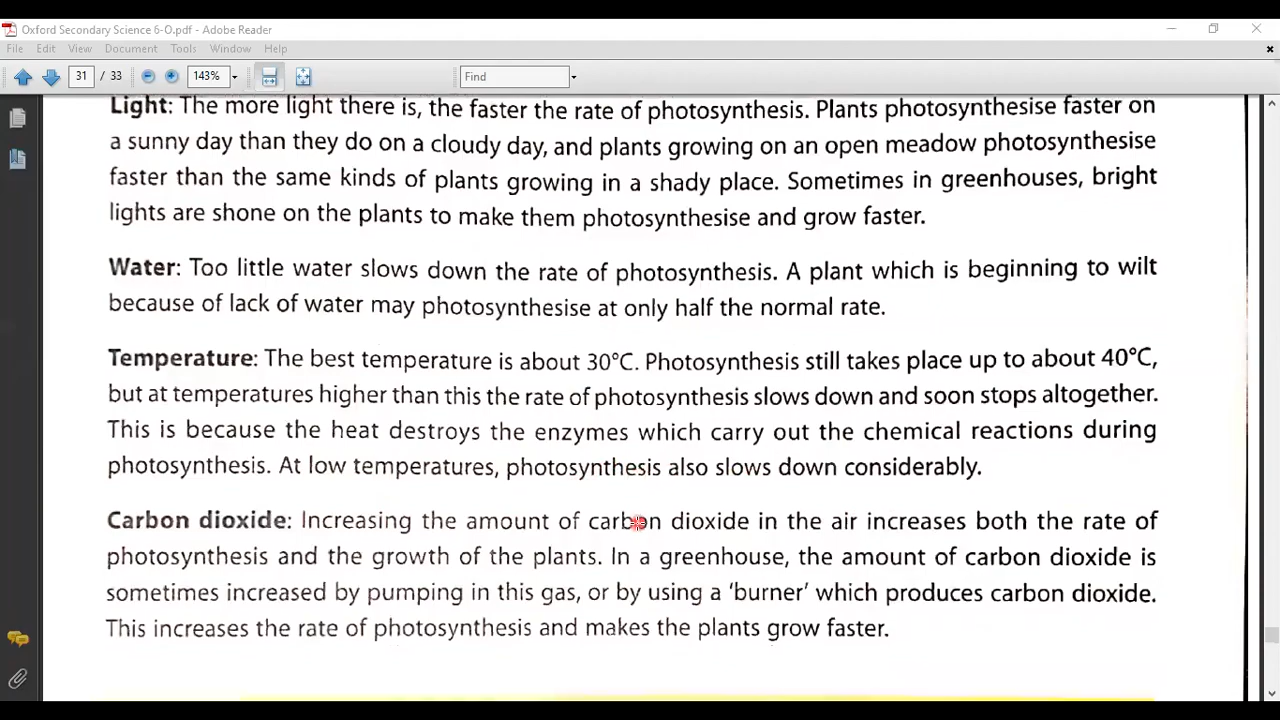 Oxford Secondary Science 6-O.pdf - Adobe Reader
File Edit View Document Tools Window Help
31 / 33 143% Find
Light: The more light there is, the faster the rate of photosynthesis. Plants photosynthesise faster on
a sunny day than they do on a cloudy day, and plants growing on an open meadow photosynthesise
faster than the same kinds of plants growing in a shady place. Sometimes in greenhouses, bright
lights are shone on the plants to make them photosynthesise and grow faster.
Water: Too little water slows down the rate of photosynthesis. A plant which is beginning to wilt
because of lack of water may photosynthesise at only half the normal rate.
Temperature: The best temperature is about 30°C. Photosynthesis still takes place up to about 40°C,
but at temperatures higher than this the rate of photosynthesis slows down and soon stops altogether.
This is because the heat destroys the enzymes which carry out the chemical reactions during
photosynthesis. At low temperatures, photosynthesis also slows down considerably.
Carbon dioxide: Increasing the amount of carbon dioxide in the air increases both the rate of
photosynthesis and the growth of the plants. In a greenhouse, the amount of carbon dioxide is
sometimes increased by pumping in this gas, or by using a ‘burner’ which produces carbon dioxide.
This increases the rate of photosynthesis and makes the plants grow faster.